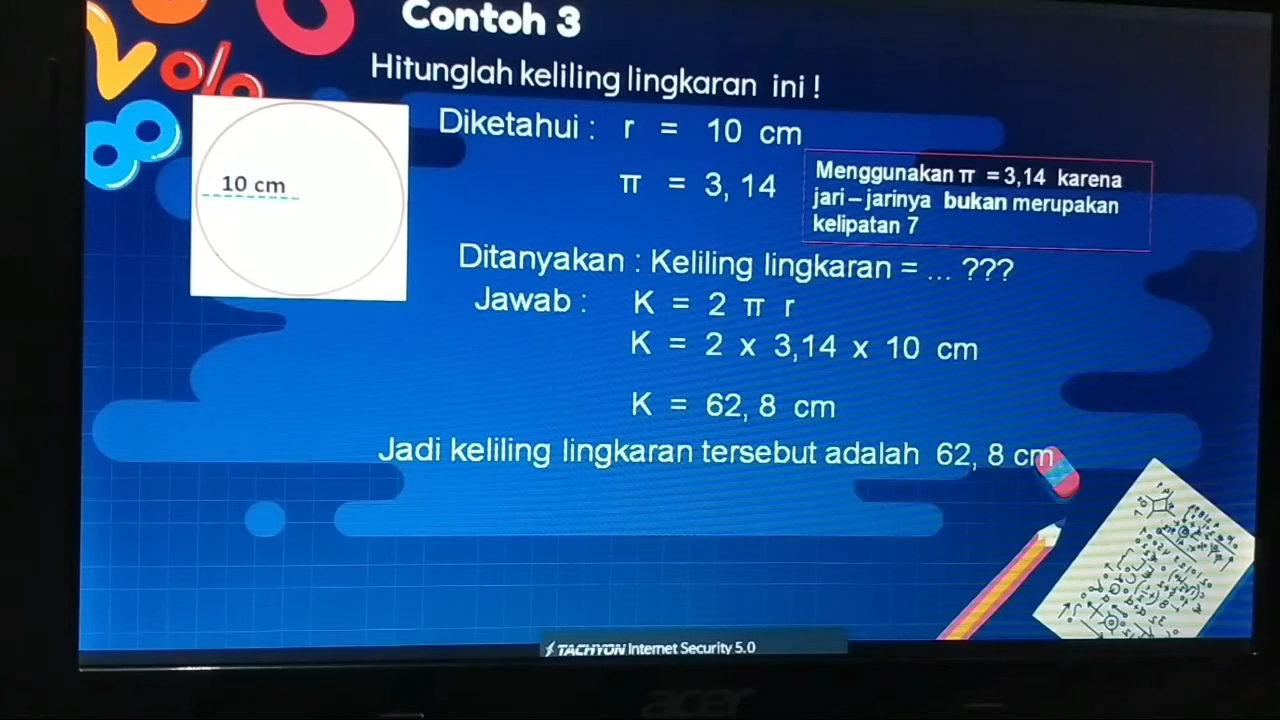 Contoh 3
Hitunglah keliling lingkaran ini !
10 cm
Diketahui : r = 10 cm
π = 3, 14
Menggunakan π = 3,14 karena
jari – jarinya bukan merupakan
kelipatan 7
Ditanyakan : Keliling lingkaran = ... ???
Jawab : K = 2 π r
K = 2 x 3,14 x 10 cm
K = 62, 8 cm
Jadi keliling lingkaran tersebut adalah 62, 8 cm
TACHYON Internet Security 5.0
acer